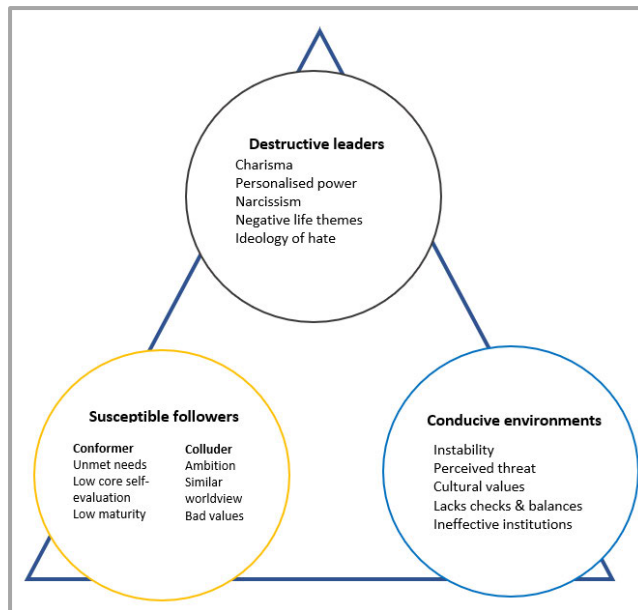 Destructive leaders
Charisma
Personalised power
Narcissism
Negative life themes
Ideology of hate
Susceptible followers
Conformer
Unmet needs
Low core self-
evaluation
Low maturity
Colluder
Ambition
Similar
worldview
Bad values
Conducive environments
Instability
Perceived threat
Cultural values
Lacks checks & balances
Ineffective institutions